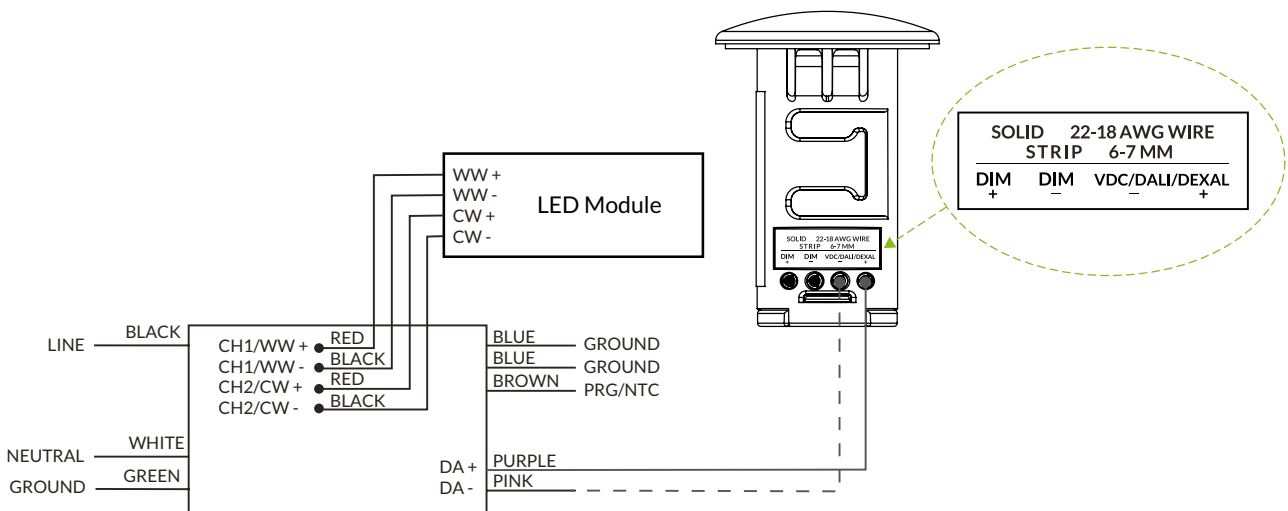 SOLID 22-18 AWG WIRE
STRIP 6-7 MM
DIM DIM VDC/DALI/DEXAL
+ − − +
WW +
WW -
CW +
CW -
LED Module
SOLID 22-18 AWG WIRE
STRIP 6-7 MM
DIM DIM VDC/DALI/DEXAL
+ − − +
LINE BLACK
CH1/WW + RED
CH1/WW - BLACK
CH2/CW + RED
CH2/CW - BLACK
BLUE GROUND
BLUE GROUND
BROWN PRG/NTC
NEUTRAL WHITE
GROUND GREEN
DA + PURPLE
DA - PINK